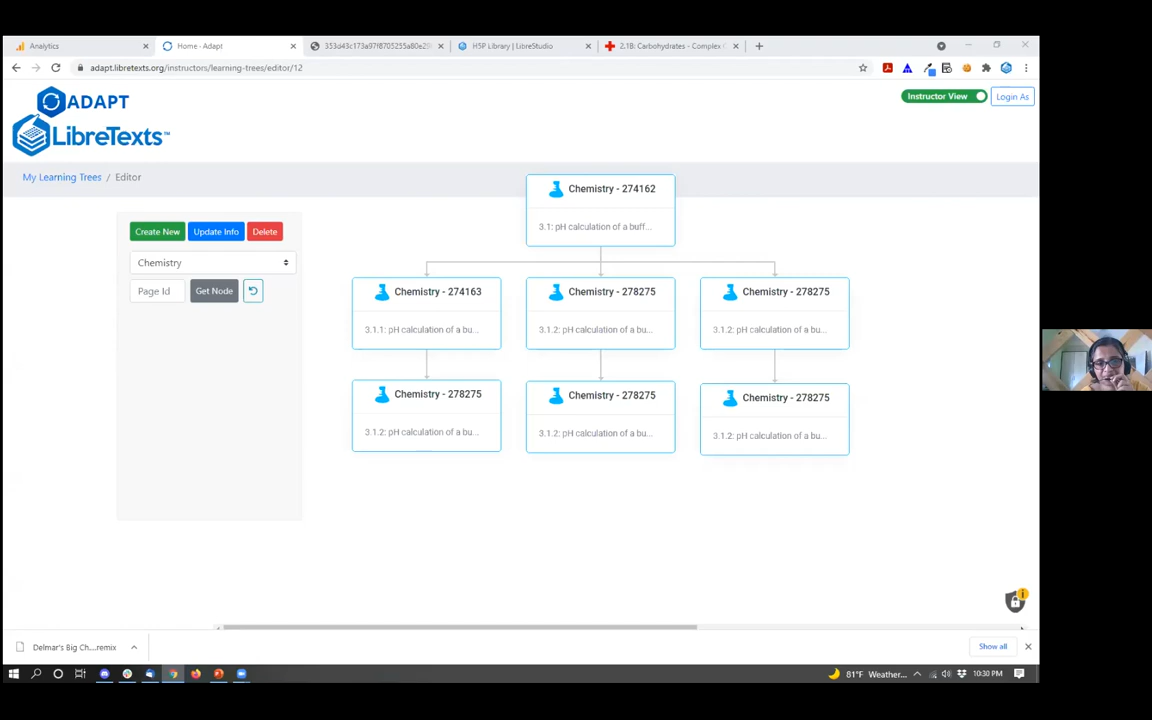 Analytics
Home - Adapt
353d43c173a97f8705255a80e29
H5P Library | LibreStudio
2.1B: Carbohydrates - Complex
adapt.libretexts.org/instructors/learning-trees/editor/12
ADAPT
LibreTexts™
Instructor View
Login As
My Learning Trees / Editor
Create New
Update Info
Delete
Chemistry
Page Id
Get Node
Chemistry - 274162
3.1: pH calculation of a buff...
Chemistry - 274163
3.1.1: pH calculation of a bu...
Chemistry - 278275
3.1.2: pH calculation of a bu...
Chemistry - 278275
3.1.2: pH calculation of a bu...
Chemistry - 278275
3.1.2: pH calculation of a bu...
Chemistry - 278275
3.1.2: pH calculation of a bu...
Chemistry - 278275
3.1.2: pH calculation of a bu...
Delmar's Big Ch....remix
Show all
81°F Weather...
10:30 PM